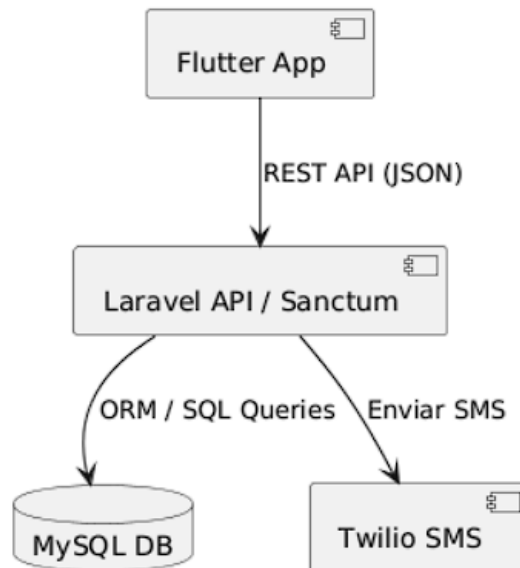 Flutter App
REST API (JSON)
Laravel API / Sanctum
ORM / SQL Queries
Enviar SMS
MySQL DB
Twilio SMS